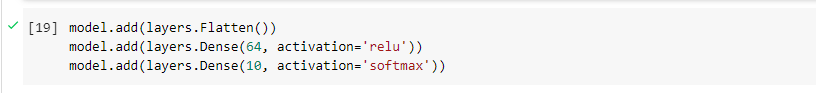 [19] model.add(layers.Flatten())
model.add(layers.Dense(64, activation='relu'))
model.add(layers.Dense(10, activation='softmax'))